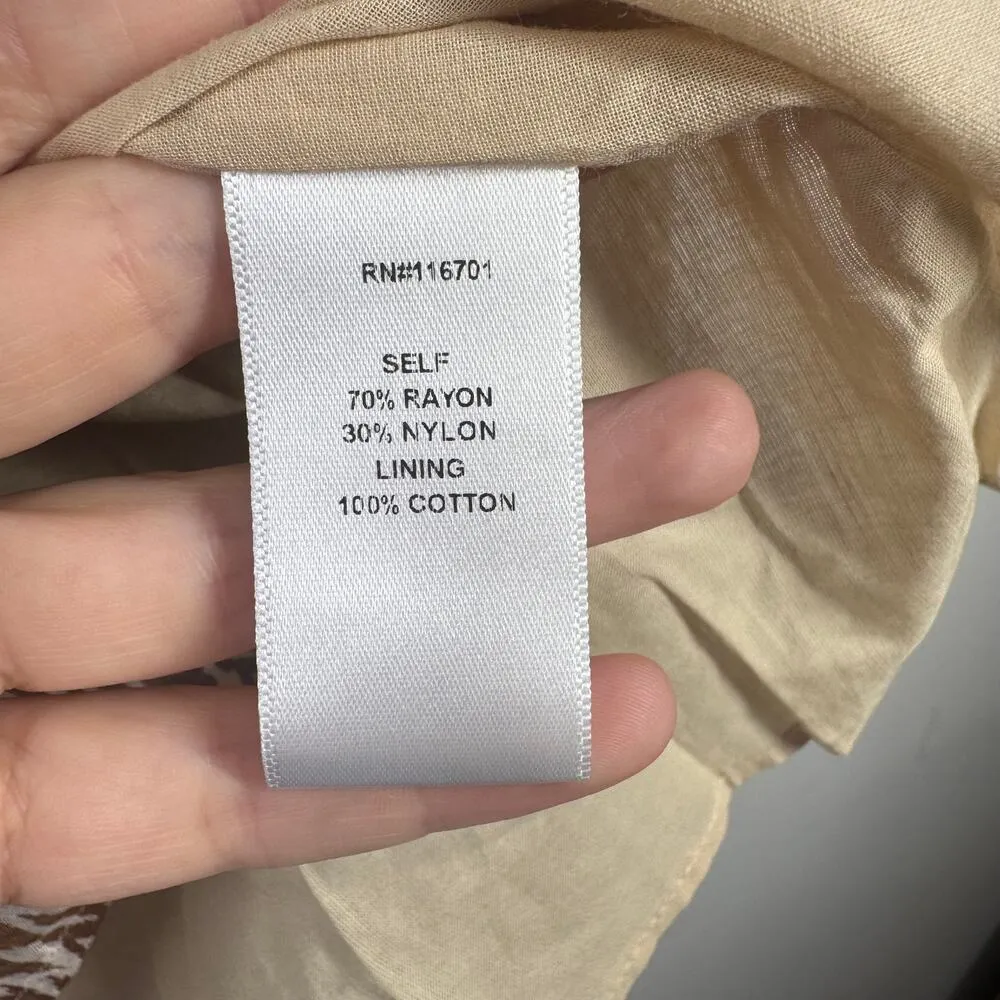 RN#116701
SELF
70% RAYON
30% NYLON
LINING
100% COTTON